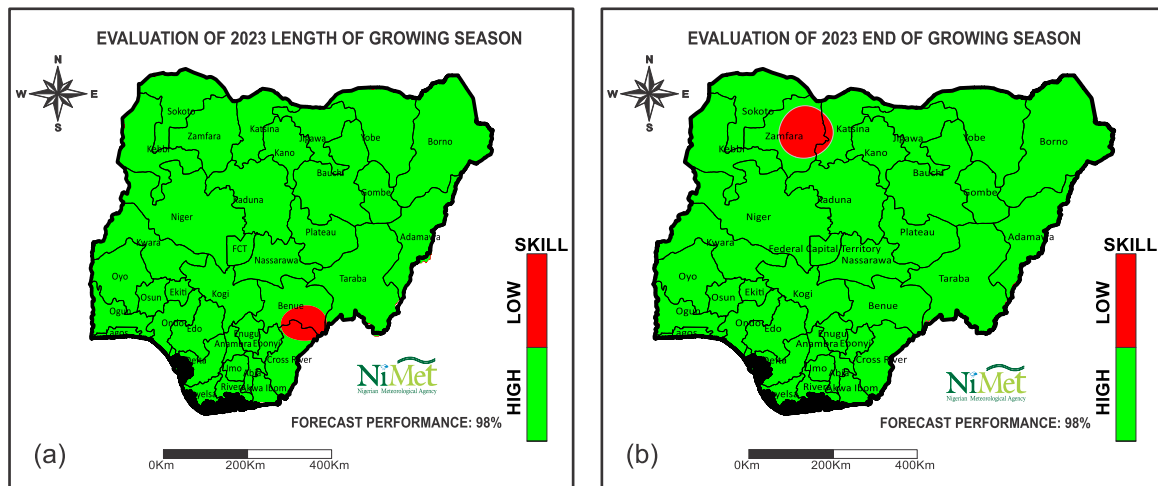 EVALUATION OF 2023 LENGTH OF GROWING SEASON
N
W E
S
Sokoto
Zamfara
Katsina
Jigawa
Yobe
Borno
Kebbi
Kano
Bauchi
Gombe
Kaduna
Niger
Plateau
Adamawa
Kwara
FCT
Nassarawa
Taraba
Oyo
Osun
Ekiti
Kogi
Benue
Ogun
Ondo
Edo
Lagos
Enugu
Anambra
Ebony
Delta
Cross River
Limo
Abia
Rivers
Akwa Ibom
Bayelsa
SKILL
LOW
HIGH
NiMet
Nigerian Meteorological Agency
FORECAST PERFORMANCE: 98%
(a)
0Km 200Km 400Km
EVALUATION OF 2023 END OF GROWING SEASON
N
W E
S
Sokoto
Zamfara
Katsina
Jigawa
Yobe
Borno
Kebbi
Kano
Bauchi
Gombe
Kaduna
Niger
Plateau
Adamawa
Kwara
Federal Capital Territory
Nassarawa
Taraba
Oyo
Osun
Ekiti
Kogi
Benue
Ogun
Ondo
Edo
Lagos
Enugu
Anambra
Ebony
Delta
Cross River
Limo
Abia
Rivers
Akwa Ibom
Bayelsa
SKILL
LOW
HIGH
NiMet
Nigerian Meteorological Agency
FORECAST PERFORMANCE: 98%
(b)
0Km 200Km 400Km